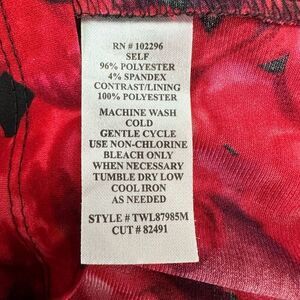 RN # 102296
SELF
96% POLYESTER
4% SPANDEX
CONTRAST/LINING
100% POLYESTER
MACHINE WASH
COLD
GENTLE CYCLE
USE NON-CHLORINE
BLEACH ONLY
WHEN NECESSARY
TUMBLE DRY LOW
COOL IRON
AS NEEDED
STYLE # TWL87985M
CUT # 82491